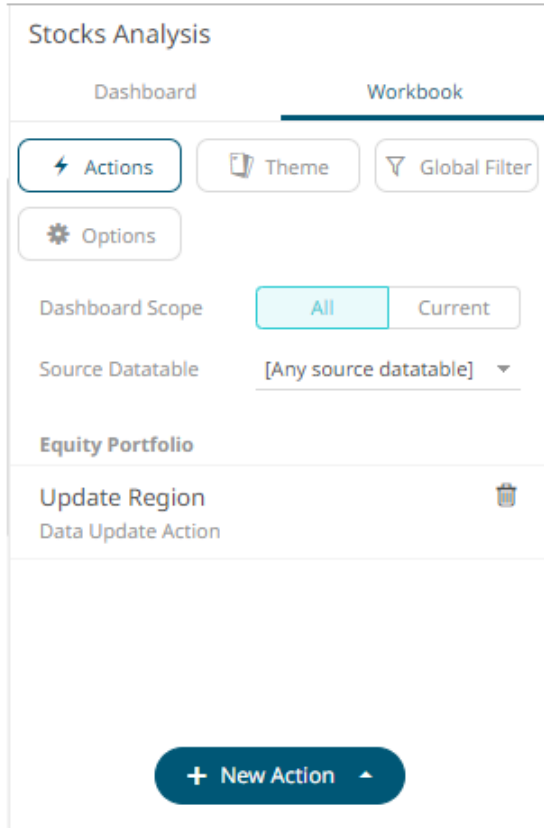 Stocks Analysis
Dashboard Workbook
Actions Theme Global Filter
Options
Dashboard Scope All Current
Source Datatable [Any source datatable]
Equity Portfolio
Update Region
Data Update Action
+ New Action